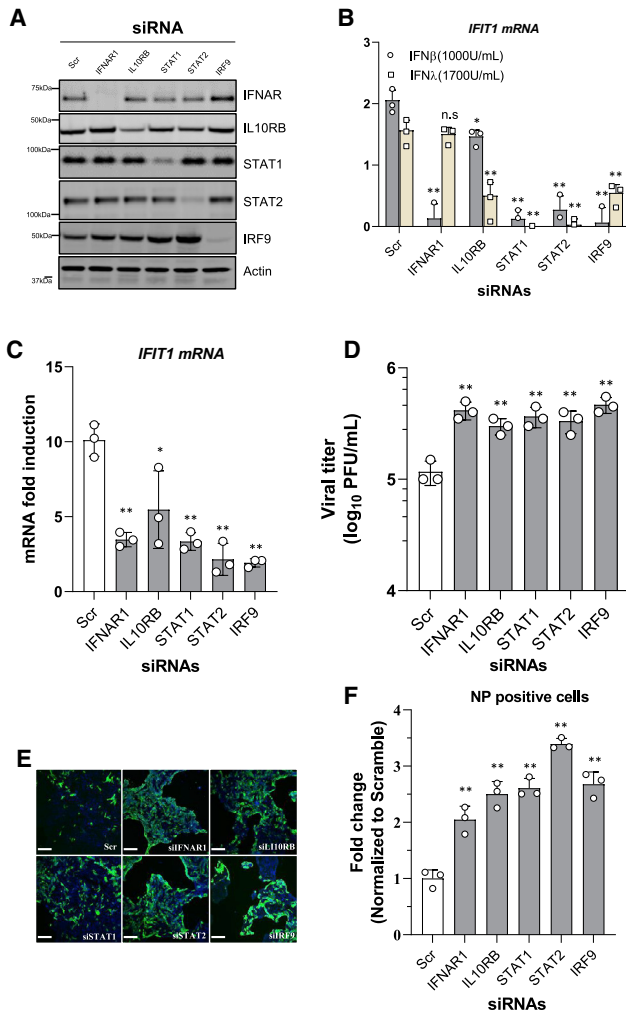 A
siRNA
Scr
IFNAR1
IL10RB
STAT1
STAT2
IRF9
75kDa
IFNAR
50kDa
IL10RB
100kDa
STAT1
100kDa
STAT2
50kDa
IRF9
37kDa
Actin
B
IFIT1 mRNA
IFNβ(1000U/mL)
IFNλ(1700U/mL)
3
2
1
0
n.s
*
**
**
**
**
**
**
**
**
Scr
IFNAR1
IL10RB
STAT1
STAT2
IRF9
siRNAs
C
IFIT1 mRNA
mRNA fold induction
15
10
5
0
**
*
**
**
**
Scr
IFNAR1
IL10RB
STAT1
STAT2
IRF9
siRNAs
D
Viral titer
(log10 PFU/mL)
6
5
4
**
**
**
**
**
Scr
IFNAR1
IL10RB
STAT1
STAT2
IRF9
siRNAs
E
Scr
siIFNAR1
siLI10RB
siSTAT1
siSTAT2
siIRF9
F
NP positive cells
Fold change
(Normalized to Scramble)
4
3
2
1
0
**
**
**
**
**
Scr
IFNAR1
IL10RB
STAT1
STAT2
IRF9
siRNAs